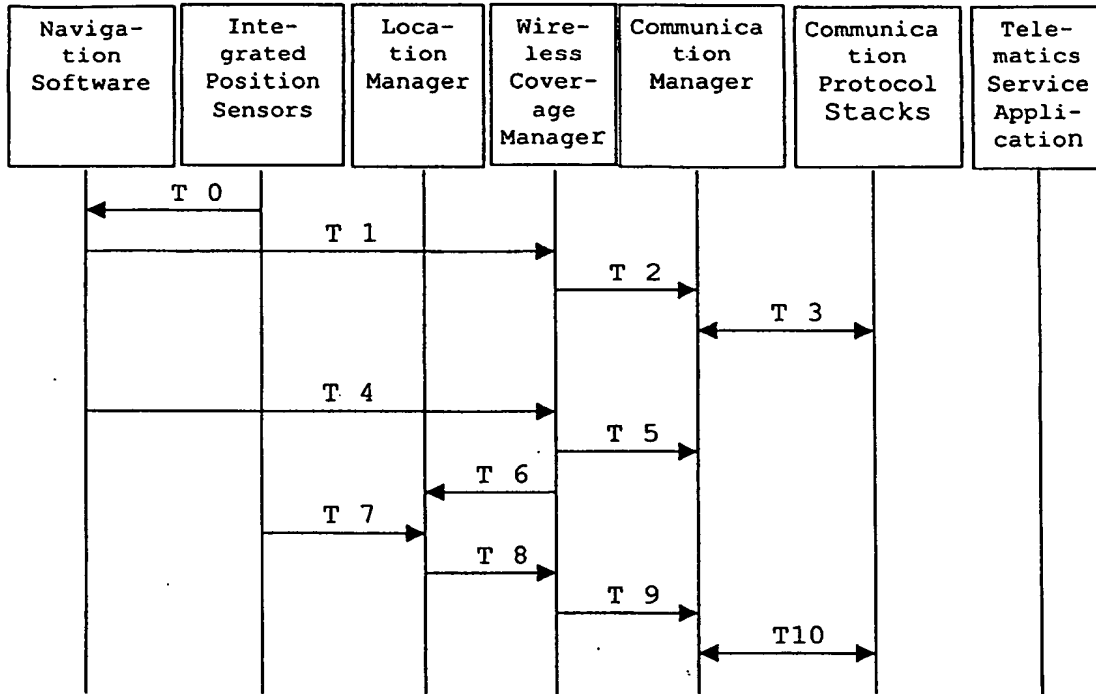 Naviga-
tion
Software
Inte-
grated
Position
Sensors
Loca-
tion
Manager
Wire-
less
Cover-
age
Manager
Communica
tion
Manager
Communica
tion
Protocol
Stacks
Tele-
matics
Service
Appli-
cation
T 0
T 1
T 2
T 3
T 4
T 5
T 6
T 7
T 8
T 9
T10